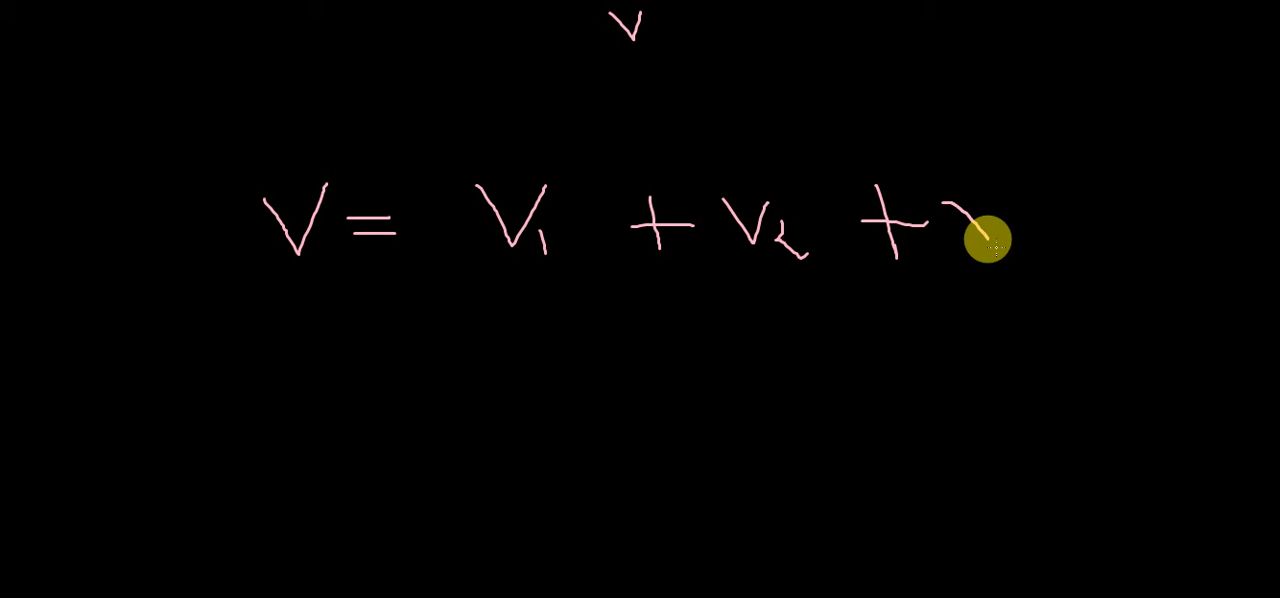 V
V = V₁ + V₂ +